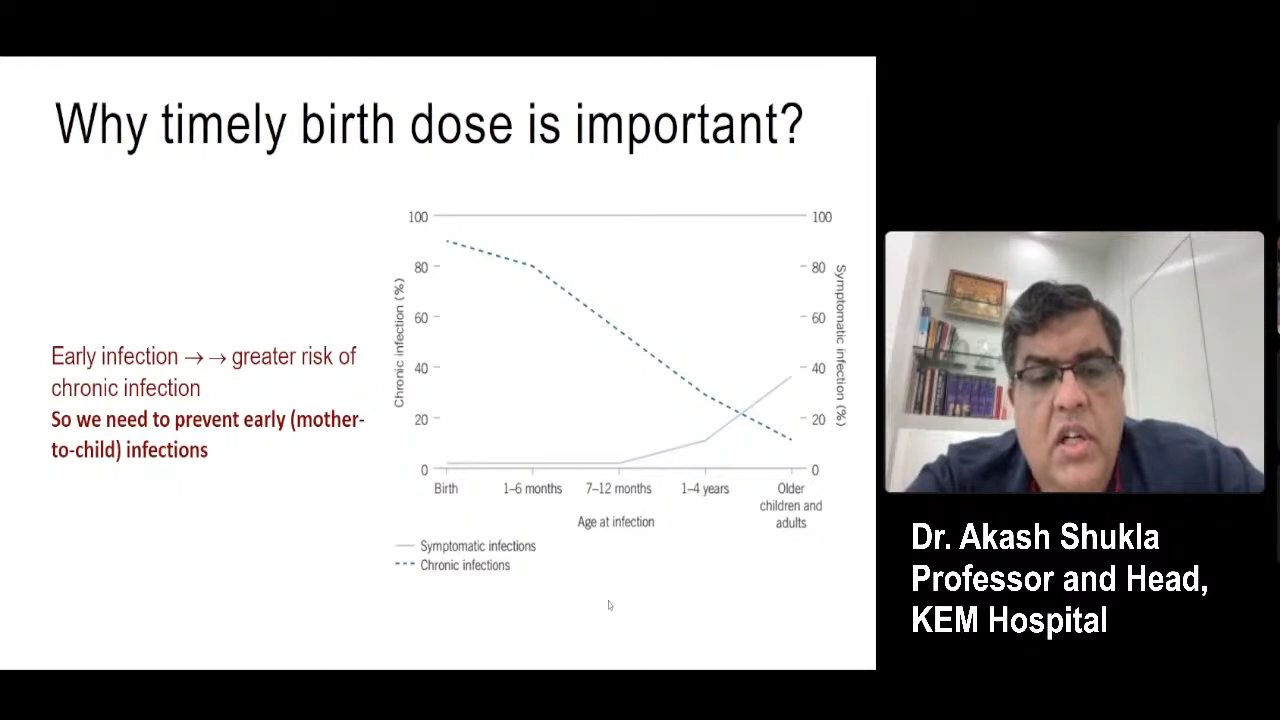 Why timely birth dose is important?
Early infection →→ greater risk of
chronic infection
So we need to prevent early (mother-
to-child) infections
Chronic infection (%)
100
80
60
40
20
0
100
80
60
40
20
0
Symptomatic infection (%)
Birth
1–6 months
7–12 months
1–4 years
Older
children and
adults
Age at infection
Symptomatic infections
Chronic infections
Dr. Akash Shukla
Professor and Head,
KEM Hospital